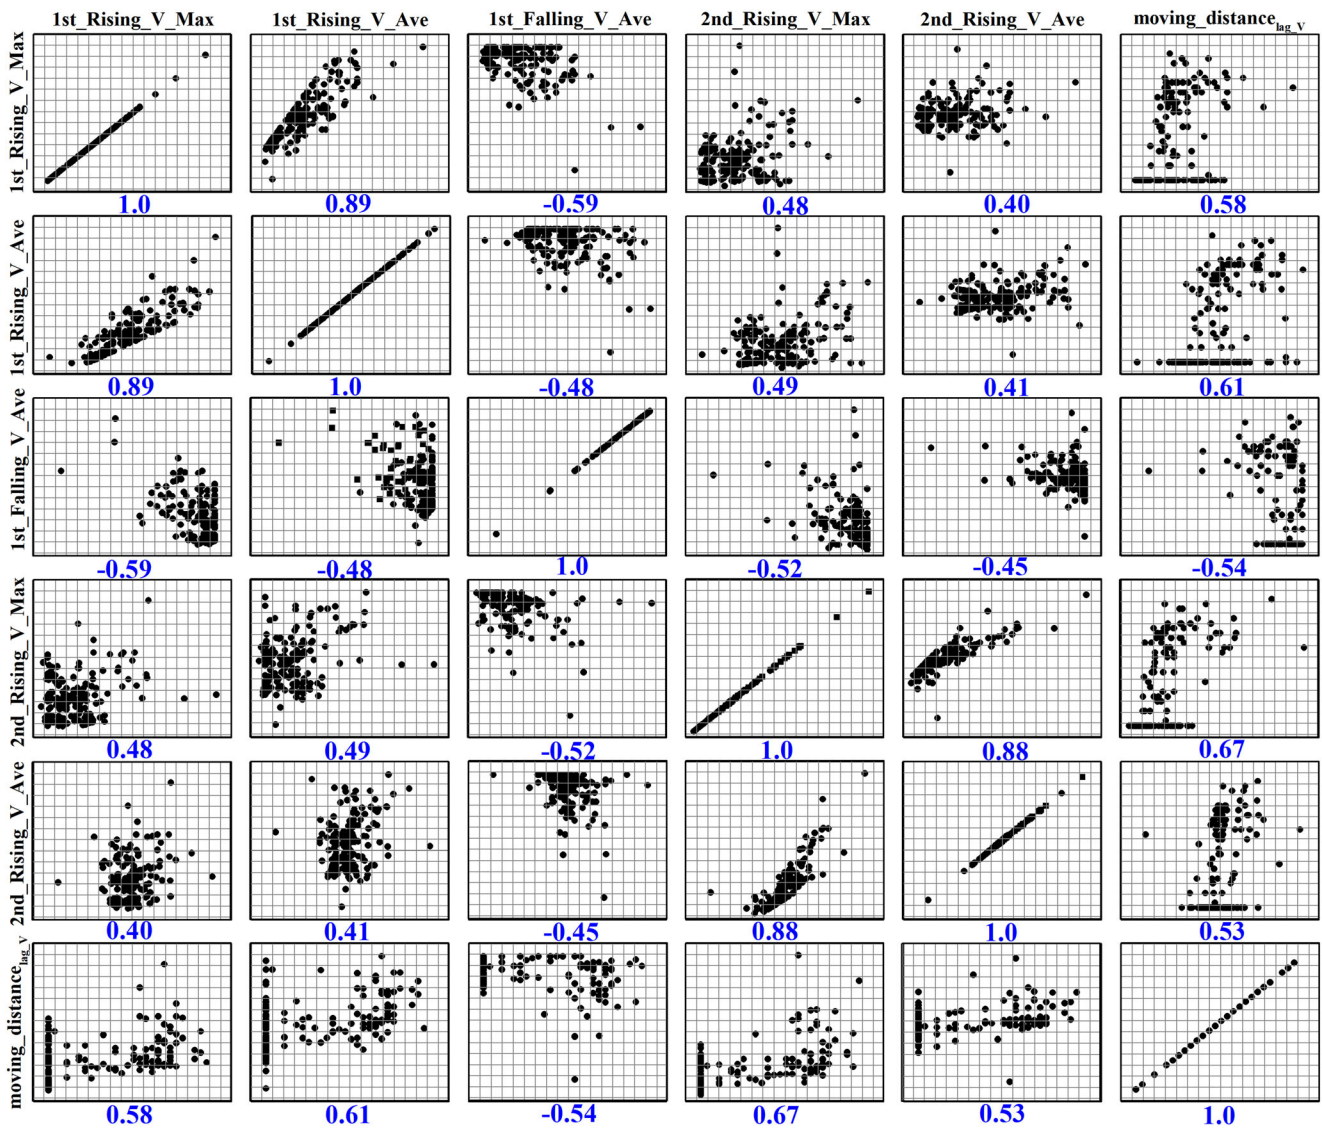 1st_Rising_V_Max 1st_Rising_V_Ave 1st_Falling_V_Ave 2nd_Rising_V_Max 2nd_Rising_V_Ave moving_distance_lag_V
1st_Rising_V_Max
1.0 0.89 -0.59 0.48 0.40 0.58
1st_Rising_V_Ave
0.89 1.0 -0.48 0.49 0.41 0.61
1st_Falling_V_Ave
-0.59 -0.48 1.0 -0.52 -0.45 -0.54
2nd_Rising_V_Max
0.48 0.49 -0.52 1.0 0.88 0.67
2nd_Rising_V_Ave
0.40 0.41 -0.45 0.88 1.0 0.53
moving_distance_lag_V
0.58 0.61 -0.54 0.67 0.53 1.0